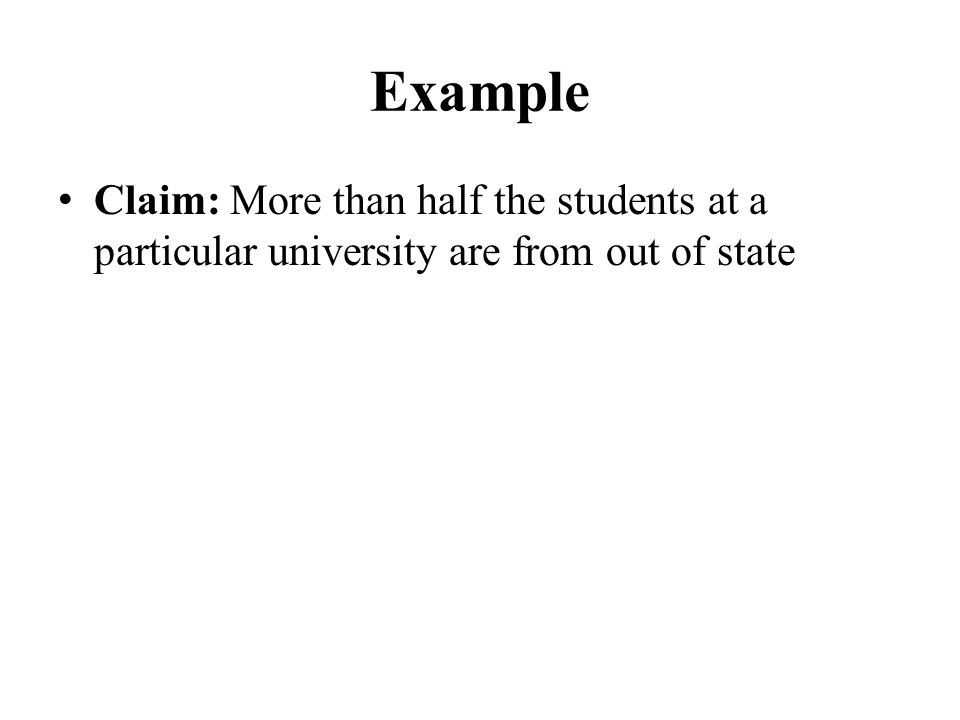 Example
• Claim: More than half the students at a
particular university are from out of state